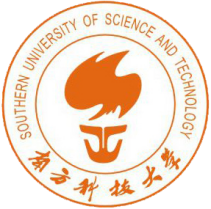 SOUTHERN UNIVERSITY OF SCIENCE AND TECHNOLOGY
南方科技大学